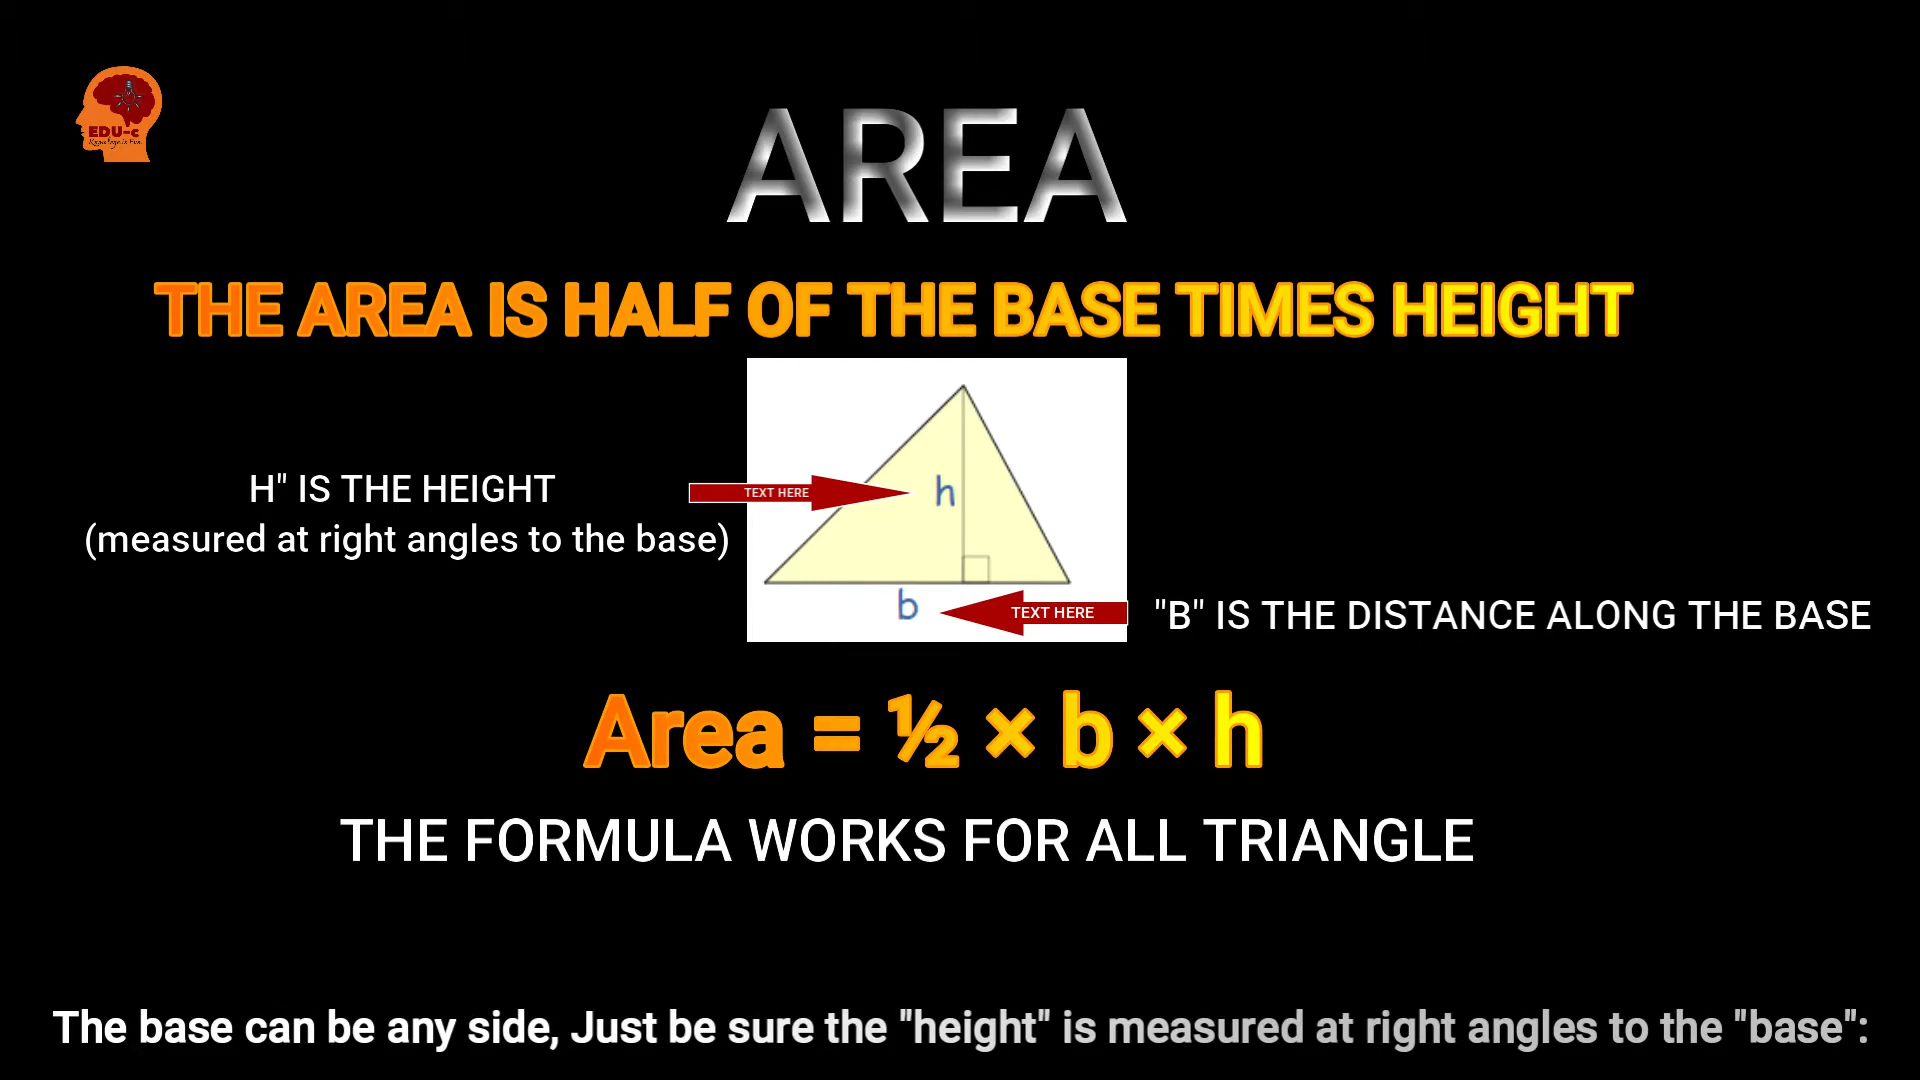 EDU-c
Knowledge is Fun
AREA
THE AREA IS HALF OF THE BASE TIMES HEIGHT
H" IS THE HEIGHT
(measured at right angles to the base)
TEXT HERE
h
b
TEXT HERE
"B" IS THE DISTANCE ALONG THE BASE
Area = ½ × b × h
THE FORMULA WORKS FOR ALL TRIANGLE
The base can be any side, Just be sure the "height" is measured at right angles to the "base":